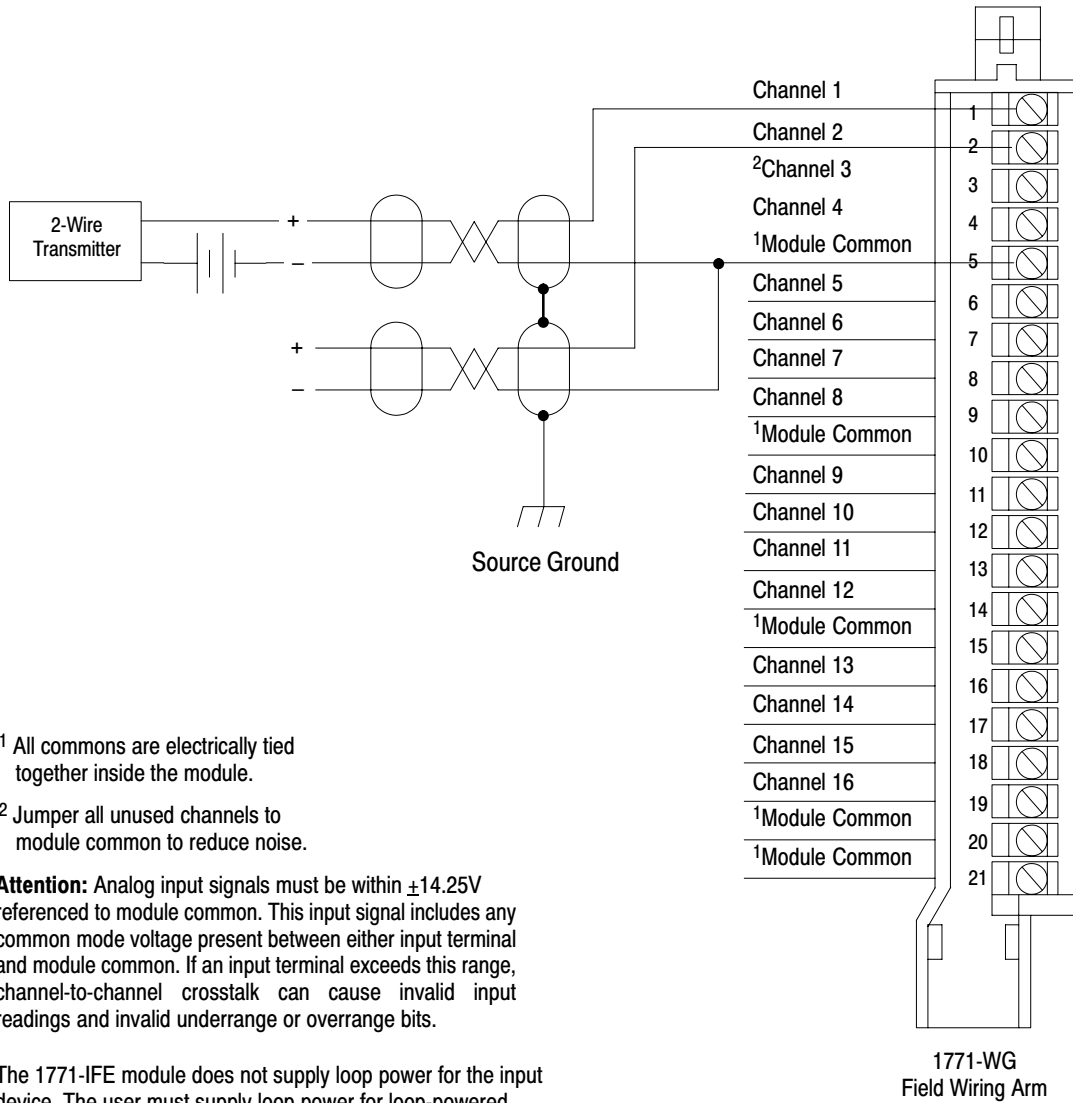 Channel 1
Channel 2
2Channel 3
Channel 4
1Module Common
Channel 5
Channel 6
Channel 7
Channel 8
1Module Common
Channel 9
Channel 10
Channel 11
Channel 12
1Module Common
Channel 13
Channel 14
Channel 15
Channel 16
1Module Common
1Module Common
1
2
3
4
5
6
7
8
9
10
11
12
13
14
15
16
17
18
19
20
21
2-Wire
Transmitter
+
–
+
–
Source Ground
1 All commons are electrically tied
together inside the module.
2 Jumper all unused channels to
module common to reduce noise.
Attention: Analog input signals must be within ±14.25V
referenced to module common. This input signal includes any
common mode voltage present between either input terminal
and module common. If an input terminal exceeds this range,
channel-to-channel crosstalk can cause invalid input
readings and invalid underrange or overrange bits.
The 1771-IFE module does not supply loop power for the input
device. The user must supply loop power for loop-powered
1771-WG
Field Wiring Arm